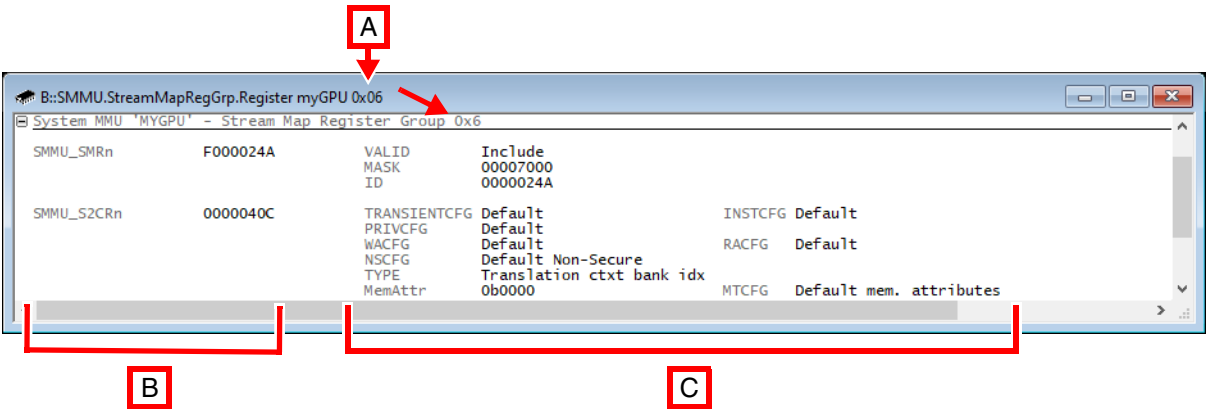 A
B::SMMU.StreamMapRegGrp.Register myGPU 0x06
System MMU 'MYGPU' - Stream Map Register Group 0x6
SMMU_SMRn F000024A VALID Include
MASK 00007000
ID 0000024A
SMMU_S2CRn 0000040C TRANSIENTCFG Default INSTCFG Default
PRIVCFG Default
WACFG Default RACFG Default
NSCFG Default Non-Secure
TYPE Translation ctxt bank idx
MemAttr 0b0000 MTCFG Default mem. attributes
B C